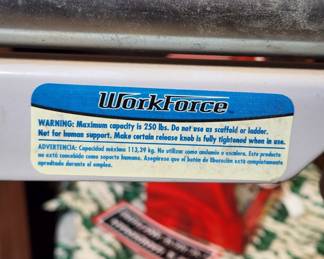 WORKFORCE
WARNING: Maximum capacity is 250 lbs. Do not use as scaffold or ladder.
Not for human support. Make certain release knob is fully tightened when in use.
ADVERTENCIA: Capacidad máxima 113,39 kg. No utilizar como andamio o escalera. Este producto
no está concebido como soporte humano. Asegúrese que el botón de liberación está completamente
apretado durante el empleo.